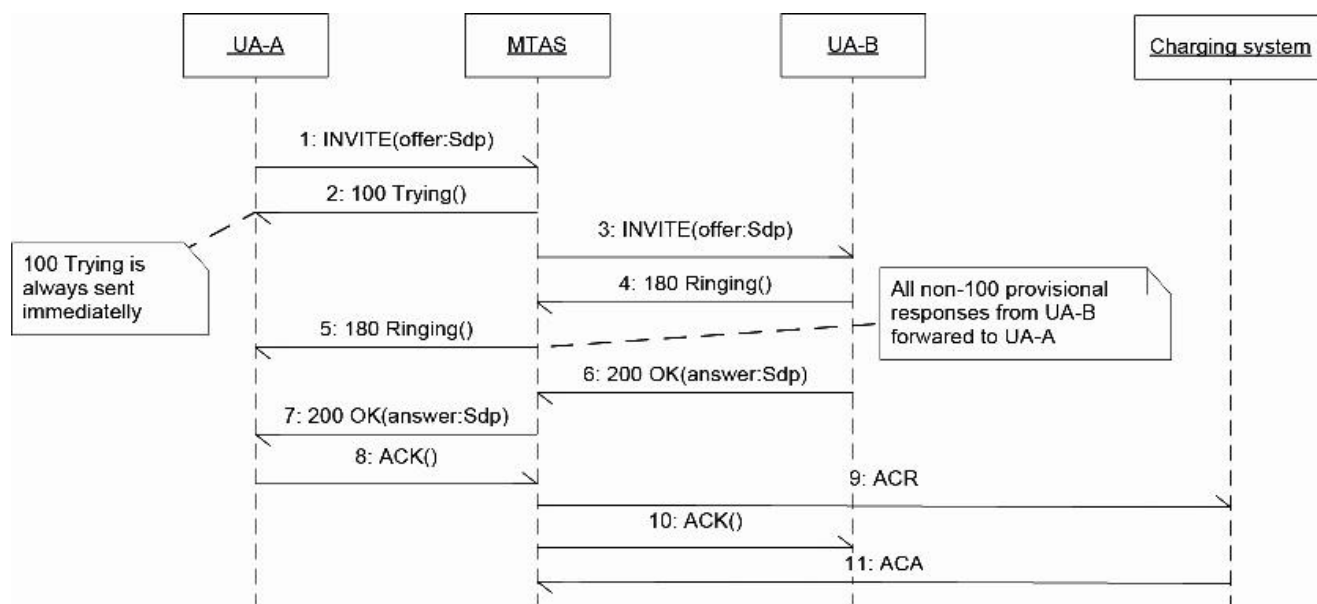 UA-A
MTAS
UA-B
Charging system
1: INVITE(offer:Sdp)
2: 100 Trying()
3: INVITE(offer:Sdp)
100 Trying is
always sent
immediatelly
4: 180 Ringing()
All non-100 provisional
responses from UA-B
forwared to UA-A
5: 180 Ringing()
6: 200 OK(answer:Sdp)
7: 200 OK(answer:Sdp)
8: ACK()
9: ACR
10: ACK()
11: ACA